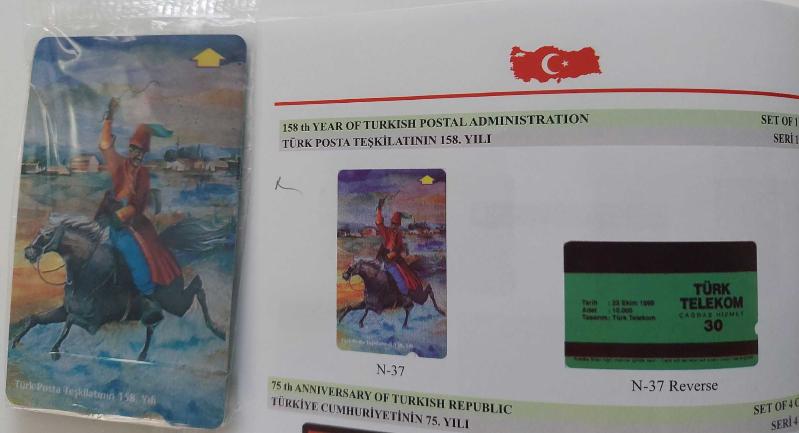 Türk Posta Teşkilatının 158. Yılı
158 th YEAR OF TURKISH POSTAL ADMINISTRATION
SET OF 1
TÜRK POSTA TEŞKİLATININ 158. YILI
SERİ 1
Türk Posta Teşkilatının 158. Yılı
N-37
Tarih : 23 Ekim 1998
Adet : 10.000
Tasarım : Türk Telekom
TÜRK
TELEKOM
ÇAĞDAŞ HİZMET
30
N-37 Reverse
75 th ANNIVERSARY OF TURKISH REPUBLIC
SET OF 4
TÜRKİYE CUMHURİYETİNİN 75. YILI
SERİ 4